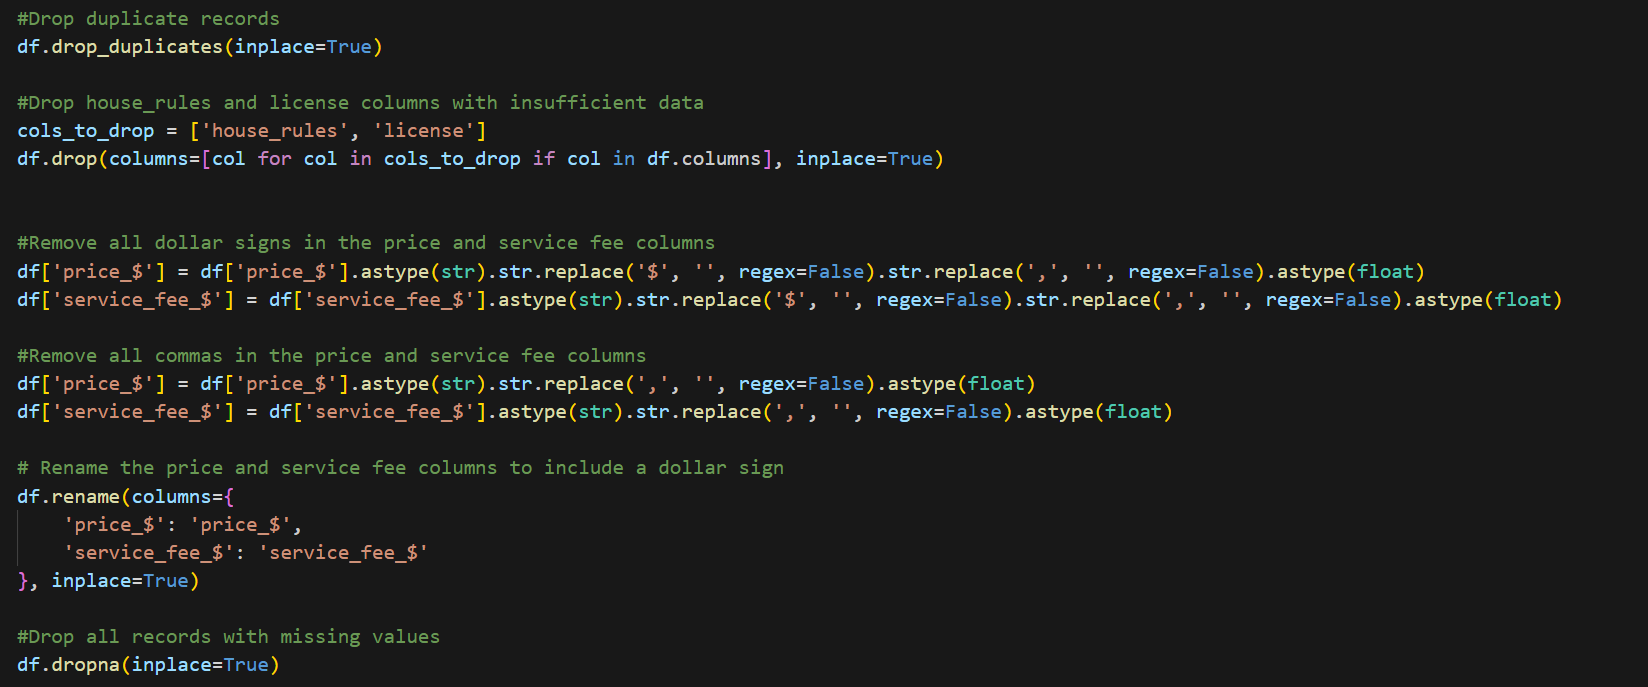 #Drop duplicate records
df.drop_duplicates(inplace=True)
#Drop house_rules and license columns with insufficient data
cols_to_drop = ['house_rules', 'license']
df.drop(columns=[col for col in cols_to_drop if col in df.columns], inplace=True)
#Remove all dollar signs in the price and service fee columns
df['price_$'] = df['price_$'].astype(str).str.replace('$', '', regex=False).str.replace(',', '', regex=False).astype(float)
df['service_fee_$'] = df['service_fee_$'].astype(str).str.replace('$', '', regex=False).str.replace(',', '', regex=False).astype(float)
#Remove all commas in the price and service fee columns
df['price_$'] = df['price_$'].astype(str).str.replace(',', '', regex=False).astype(float)
df['service_fee_$'] = df['service_fee_$'].astype(str).str.replace(',', '', regex=False).astype(float)
# Rename the price and service fee columns to include a dollar sign
df.rename(columns={
    'price_$': 'price_$',
    'service_fee_$': 'service_fee_$'
}, inplace=True)
#Drop all records with missing values
df.dropna(inplace=True)